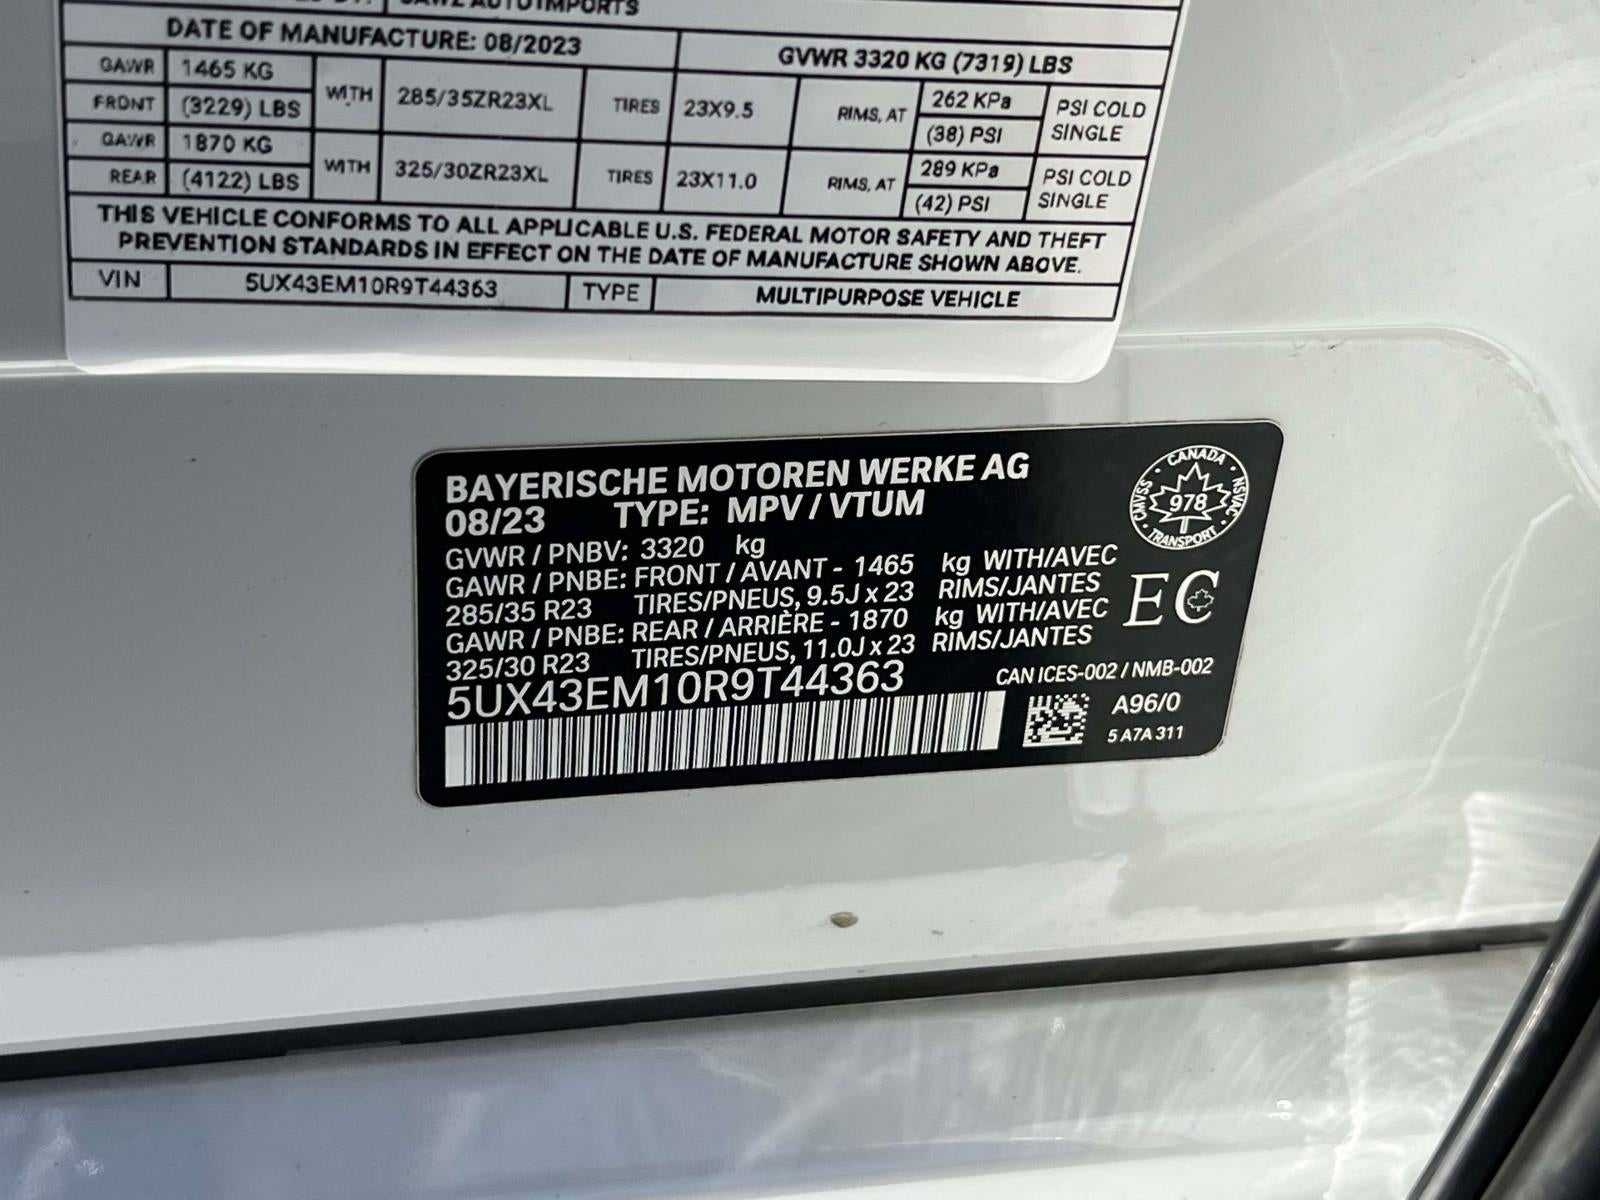 AUTOIMPORTS
DATE OF MANUFACTURE: 08/2023 GVWR 3320 KG (7319) LBS
GAWR 1465 KG WITH 285/35ZR23XL TIRES 23X9.5 RIMS, AT 262 KPa PSI COLD
FRONT (3229) LBS (38) PSI SINGLE
GAWR 1870 KG WITH 325/30ZR23XL TIRES 23X11.0 RIMS, AT 289 KPa PSI COLD
REAR (4122) LBS (42) PSI SINGLE
THIS VEHICLE CONFORMS TO ALL APPLICABLE U.S. FEDERAL MOTOR SAFETY AND THEFT
PREVENTION STANDARDS IN EFFECT ON THE DATE OF MANUFACTURE SHOWN ABOVE.
VIN 5UX43EM10R9T44363 TYPE MULTIPURPOSE VEHICLE
BAYERISCHE MOTOREN WERKE AG
08/23 TYPE: MPV / VTUM
GVWR / PNBV: 3320 kg
GAWR / PNBE: FRONT / AVANT - 1465 kg WITH/AVEC
285/35 R23 TIRES/PNEUS, 9.5J x 23 RIMS/JANTES
GAWR / PNBE: REAR / ARRIÈRE - 1870 kg WITH/AVEC
325/30 R23 TIRES/PNEUS, 11.0J x 23 RIMS/JANTES
5UX43EM10R9T44363
CANADA
CMVSS 978 NSVAC
TRANSPORT
EC
CAN ICES-002 / NMB-002
A96/0
5 A7A 311